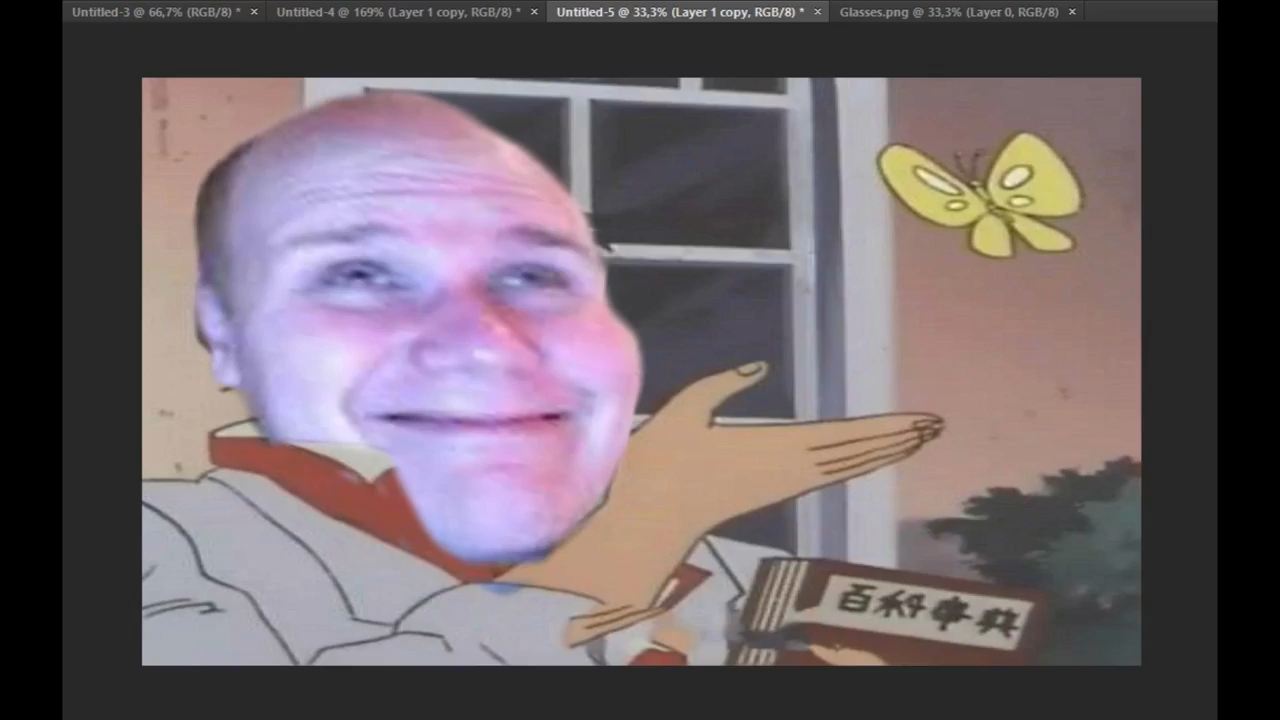 Untitled-3 @ 66,7% (RGB/8) * × Untitled-4 @ 169% (Layer 1 copy, RGB/8) * × Untitled-5 @ 33,3% (Layer 1 copy, RGB/8) * × Glasses.png @ 33,3% (Layer 0, RGB/8) ×
百科事典